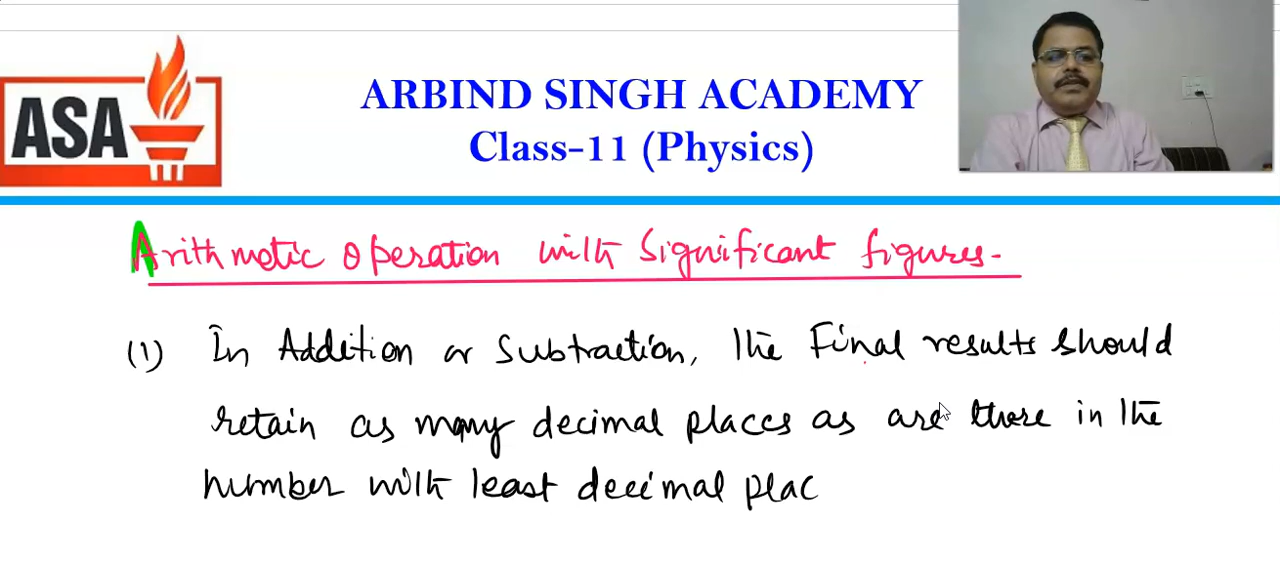 ASA
ARBIND SINGH ACADEMY
Class-11 (Physics)
Arithmetic operation with significant figures-
(1) In Addition or Subtraction, the Final results should
retain as many decimal places as are there in the
number with least decimal plac